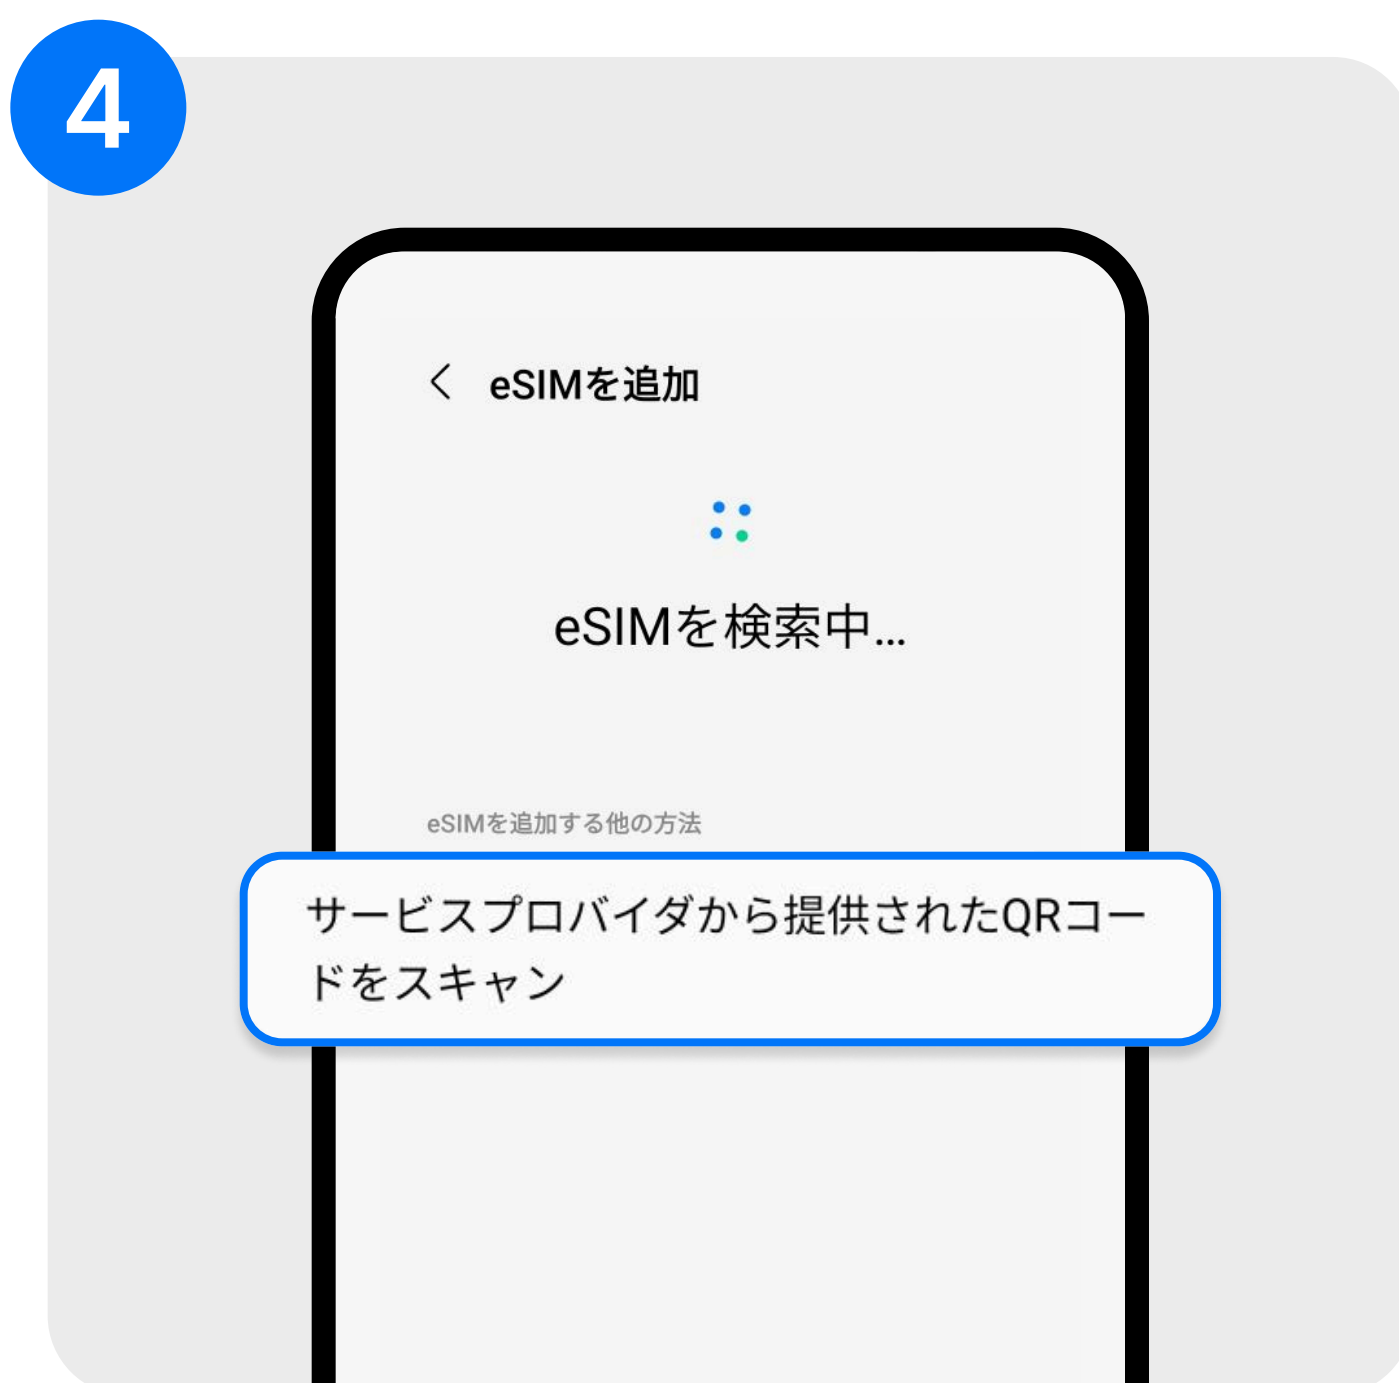 4
eSIMを追加
eSIMを検索中...
eSIMを追加する他の方法
サービスプロバイダから提供されたQRコー
ドをスキャン